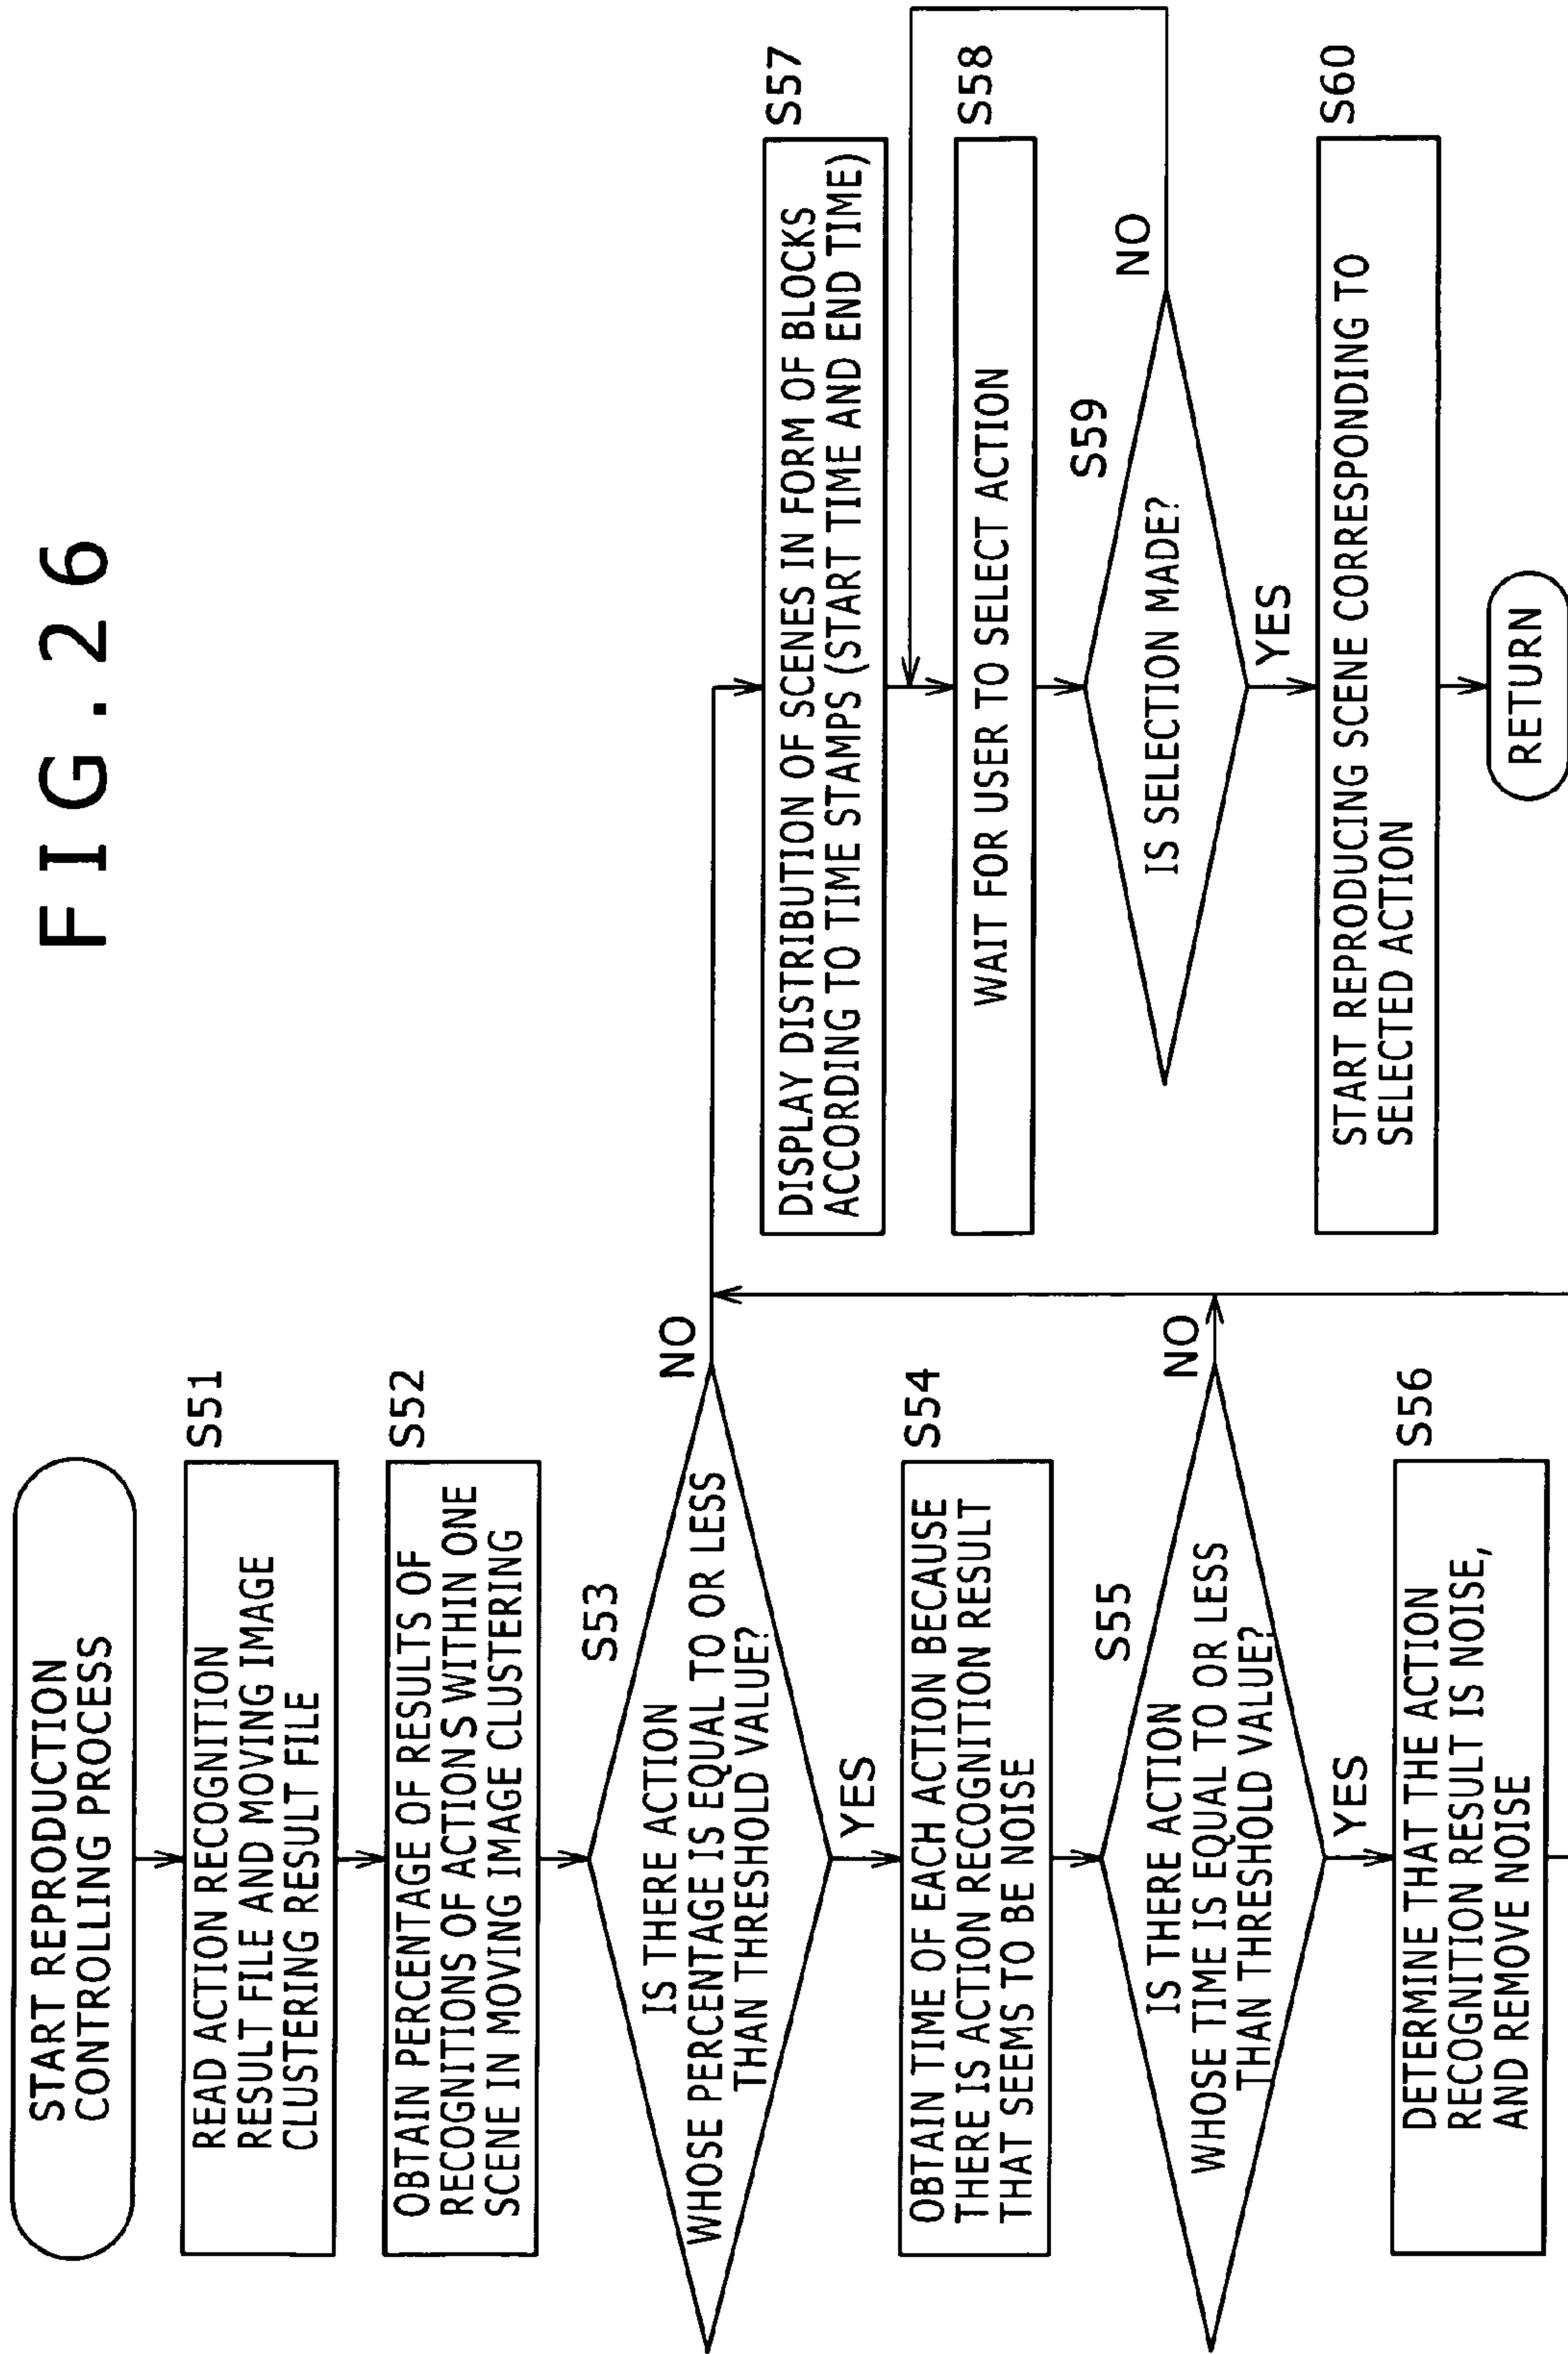 FIG.26
START REPRODUCTION
CONTROLLING PROCESS
S51
READ ACTION RECOGNITION
RESULT FILE AND MOVING IMAGE
CLUSTERING RESULT FILE
S52
OBTAIN PERCENTAGE OF RESULTS OF
RECOGNITIONS OF ACTIONS WITHIN ONE
SCENE IN MOVING IMAGE CLUSTERING
S53
IS THERE ACTION
WHOSE PERCENTAGE IS EQUAL TO OR LESS
THAN THRESHOLD VALUE?
NO
YES
S54
OBTAIN TIME OF EACH ACTION BECAUSE
THERE IS ACTION RECOGNITION RESULT
THAT SEEMS TO BE NOISE
S55
IS THERE ACTION
WHOSE TIME IS EQUAL TO OR LESS
THAN THRESHOLD VALUE?
NO
YES
S56
DETERMINE THAT THE ACTION
RECOGNITION RESULT IS NOISE,
AND REMOVE NOISE
S57
DISPLAY DISTRIBUTION OF SCENES IN FORM OF BLOCKS
ACCORDING TO TIME STAMPS (START TIME AND END TIME)
S58
WAIT FOR USER TO SELECT ACTION
S59
IS SELECTION MADE?
NO
YES
S60
START REPRODUCING SCENE CORRESPONDING TO
SELECTED ACTION
RETURN